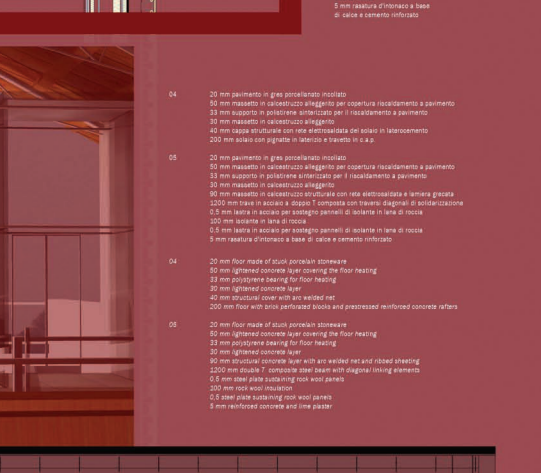 5 mm rasatura d'intonaco a base
di calce e cemento rinforzato
04 20 mm pavimento in gres porcellanato incollato
50 mm massetto in calcestruzzo alleggerito per copertura riscaldamento a pavimento
33 mm supporto in polistirene sinterizzato per il riscaldamento a pavimento
30 mm massetto in calcestruzzo alleggerito
40 mm cappa strutturale con rete elettrosaldata del solaio in laterocemento
200 mm solaio con pignatte in laterizio e travetto in c.a.p.
05 20 mm pavimento in gres porcellanato incollato
50 mm massetto in calcestruzzo alleggerito per copertura riscaldamento a pavimento
33 mm supporto in polistirene sinterizzato per il riscaldamento a pavimento
30 mm massetto in calcestruzzo alleggerito
90 mm massetto in calcestruzzo strutturale con rete elettrosaldata e lamiera grecata
1200 mm trave in acciaio a doppio T composta con traversi diagonali di solidarizzazione
0,5 mm lastra in acciaio per sostegno pannelli di isolante in lana di roccia
100 mm isolante in lana di roccia
0,5 mm lastra in acciaio per sostegno pannelli di isolante in lana di roccia
5 mm rasatura d'intonaco a base di calce e cemento rinforzato
04 20 mm floor made of stuck porcelain stoneware
50 mm lightened concrete layer covering the floor heating
33 mm polystyrene bearing for floor heating
30 mm lightened concrete layer
40 mm structural cover with arc welded net
200 mm floor with brick perforated blocks and prestressed reinforced concrete rafters
05 20 mm floor made of stuck porcelain stoneware
50 mm lightened concrete layer covering the floor heating
33 mm polystyrene bearing for floor heating
30 mm lightened concrete layer
90 mm structural concrete layer with arc welded net and ribbed sheeting
1200 mm double T composite steel beam with diagonal linking elements
0,5 mm steel plate sustaining rock wool panels
100 mm rock wool insulation
0,5 steel plate sustaining rock wool panels
5 mm reinforced concrete and lime plaster